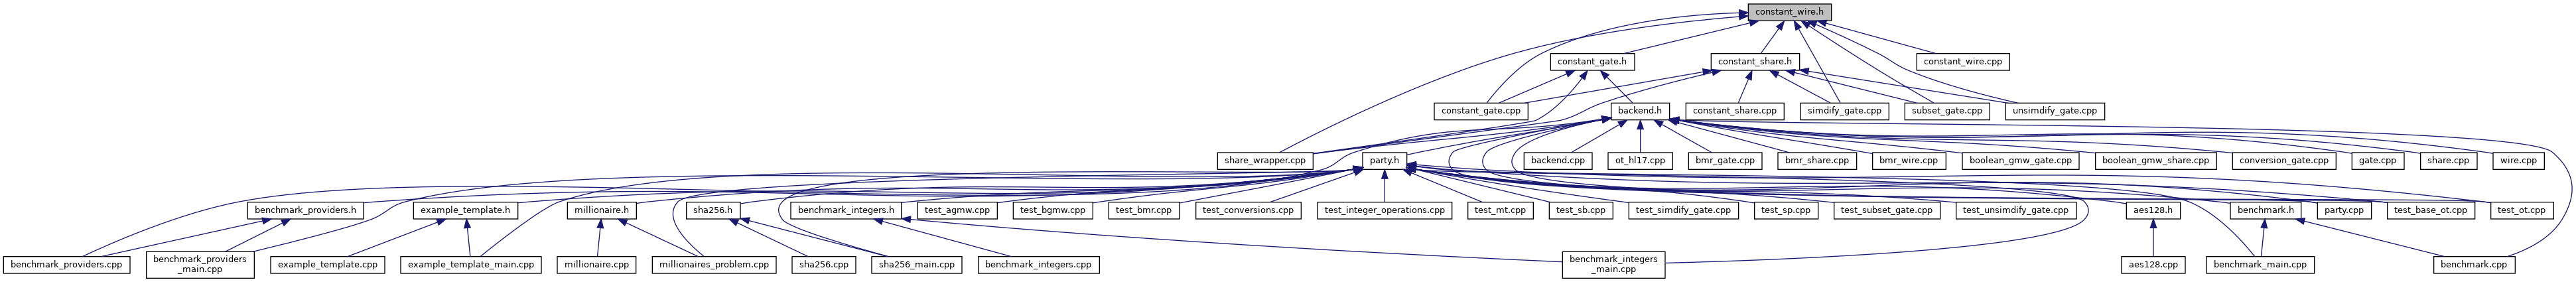 constant_wire.h
constant_gate.h
constant_share.h
constant_wire.cpp
constant_gate.cpp
backend.h
constant_share.cpp
simdify_gate.cpp
subset_gate.cpp
unsimdify_gate.cpp
share_wrapper.cpp
party.h
backend.cpp
ot_hl17.cpp
bmr_gate.cpp
bmr_share.cpp
bmr_wire.cpp
boolean_gmw_gate.cpp
boolean_gmw_share.cpp
conversion_gate.cpp
gate.cpp
share.cpp
wire.cpp
benchmark_providers.h
example_template.h
millionaire.h
sha256.h
benchmark_integers.h
test_agmw.cpp
test_bgmw.cpp
test_bmr.cpp
test_conversions.cpp
test_integer_operations.cpp
test_mt.cpp
test_sb.cpp
test_simdify_gate.cpp
test_sp.cpp
test_subset_gate.cpp
test_unsimdify_gate.cpp
aes128.h
benchmark.h
party.cpp
test_base_ot.cpp
test_ot.cpp
benchmark_providers.cpp
benchmark_providers
_main.cpp
example_template.cpp
example_template_main.cpp
millionaire.cpp
millionaires_problem.cpp
sha256.cpp
sha256_main.cpp
benchmark_integers.cpp
benchmark_integers
_main.cpp
aes128.cpp
benchmark_main.cpp
benchmark.cpp